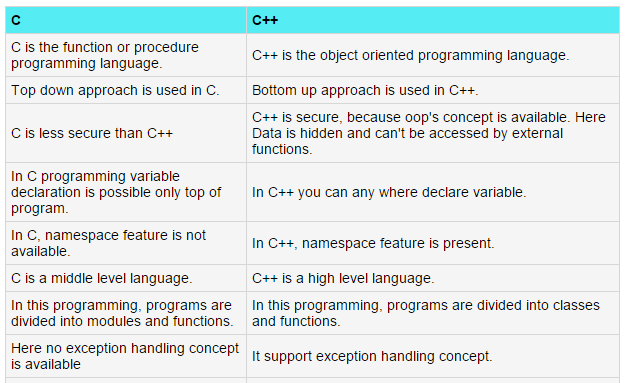 C C++
C is the function or procedure
programming language.
C++ is the object oriented programming language.
Top down approach is used in C.
Bottom up approach is used in C++.
C is less secure than C++
C++ is secure, because oop's concept is available. Here
Data is hidden and can't be accessed by external
functions.
In C programming variable
declaration is possible only top of
program.
In C++ you can any where declare variable.
In C, namespace feature is not
available.
In C++, namespace feature is present.
C is a middle level language.
C++ is a high level language.
In this programming, programs are
divided into modules and functions.
In this programming, programs are divided into classes
and functions.
Here no exception handling concept
is available
It support exception handling concept.